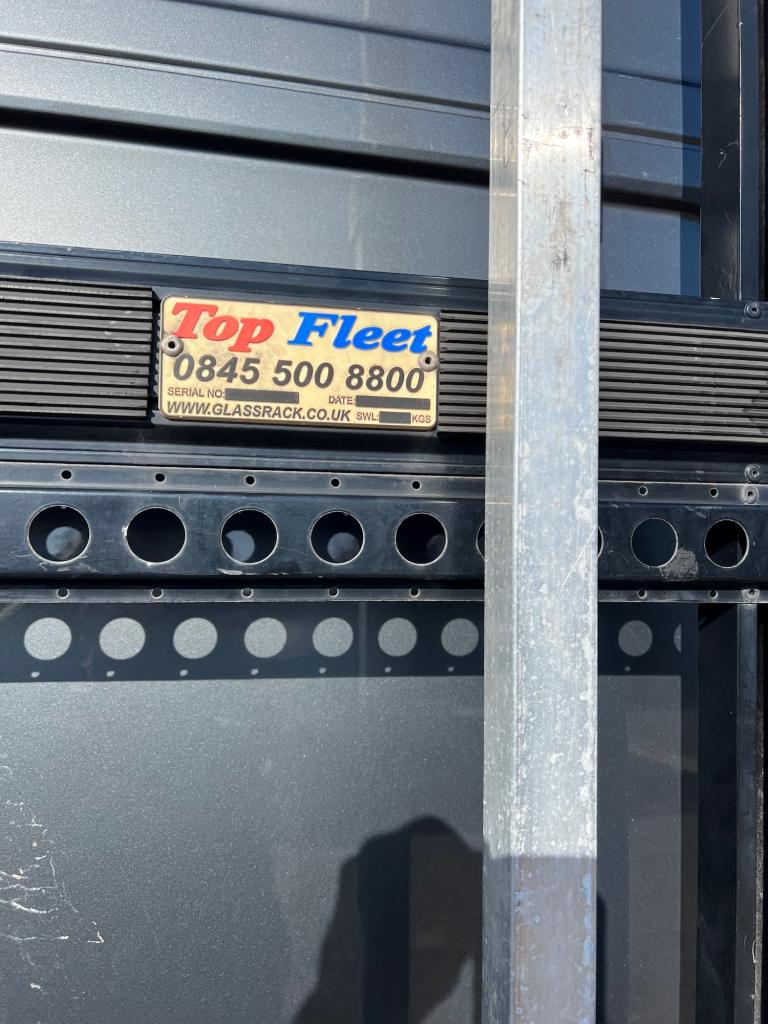 Top Fleet
0845 500 8800
SERIAL NO: DATE:
WWW.GLASSRACK.CO.UK SWL: KGS